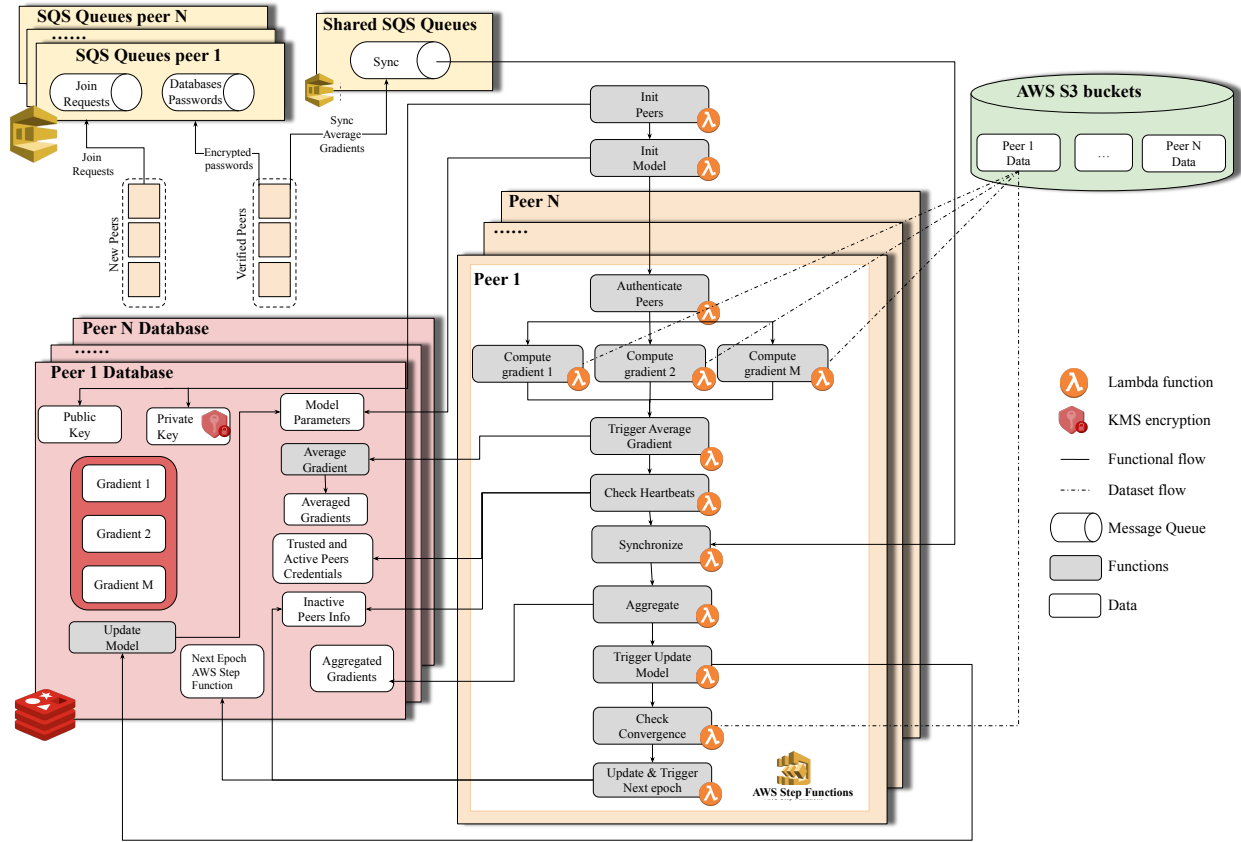 SQS Queues peer N
......
SQS Queues peer 1
Join
Requests
Databases
Passwords
Shared SQS Queues
Sync
Sync
Average
Gradients
Join
Requests
Encrypted
passwords
New Peers
Verified Peers
Init
Peers
Init
Model
AWS S3 buckets
Peer 1
Data
...
Peer N
Data
Peer N
......
Peer 1
Authenticate
Peers
Compute
gradient 1
Compute
gradient 2
Compute
gradient M
Trigger Average
Gradient
Check Heartbeats
Synchronize
Aggregate
Trigger Update
Model
Check
Convergence
Update & Trigger
Next epoch
AWS Step Functions
Peer N Database
......
Peer 1 Database
Public
Key
Private
Key
Model
Parameters
Average
Gradient
Averaged
Gradients
Gradient 1
Gradient 2
Gradient M
Trusted and
Active Peers
Credentials
Inactive
Peers Info
Update
Model
Next Epoch
AWS Step
Function
Aggregated
Gradients
Lambda function
KMS encryption
Functional flow
Dataset flow
Message Queue
Functions
Data